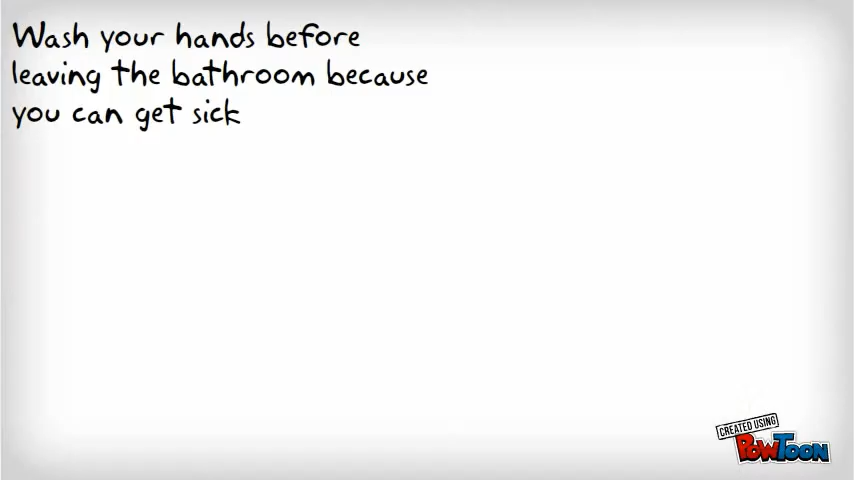 Wash your hands before
leaving the bathroom because
you can get sick
CREATED USING
POWTOON